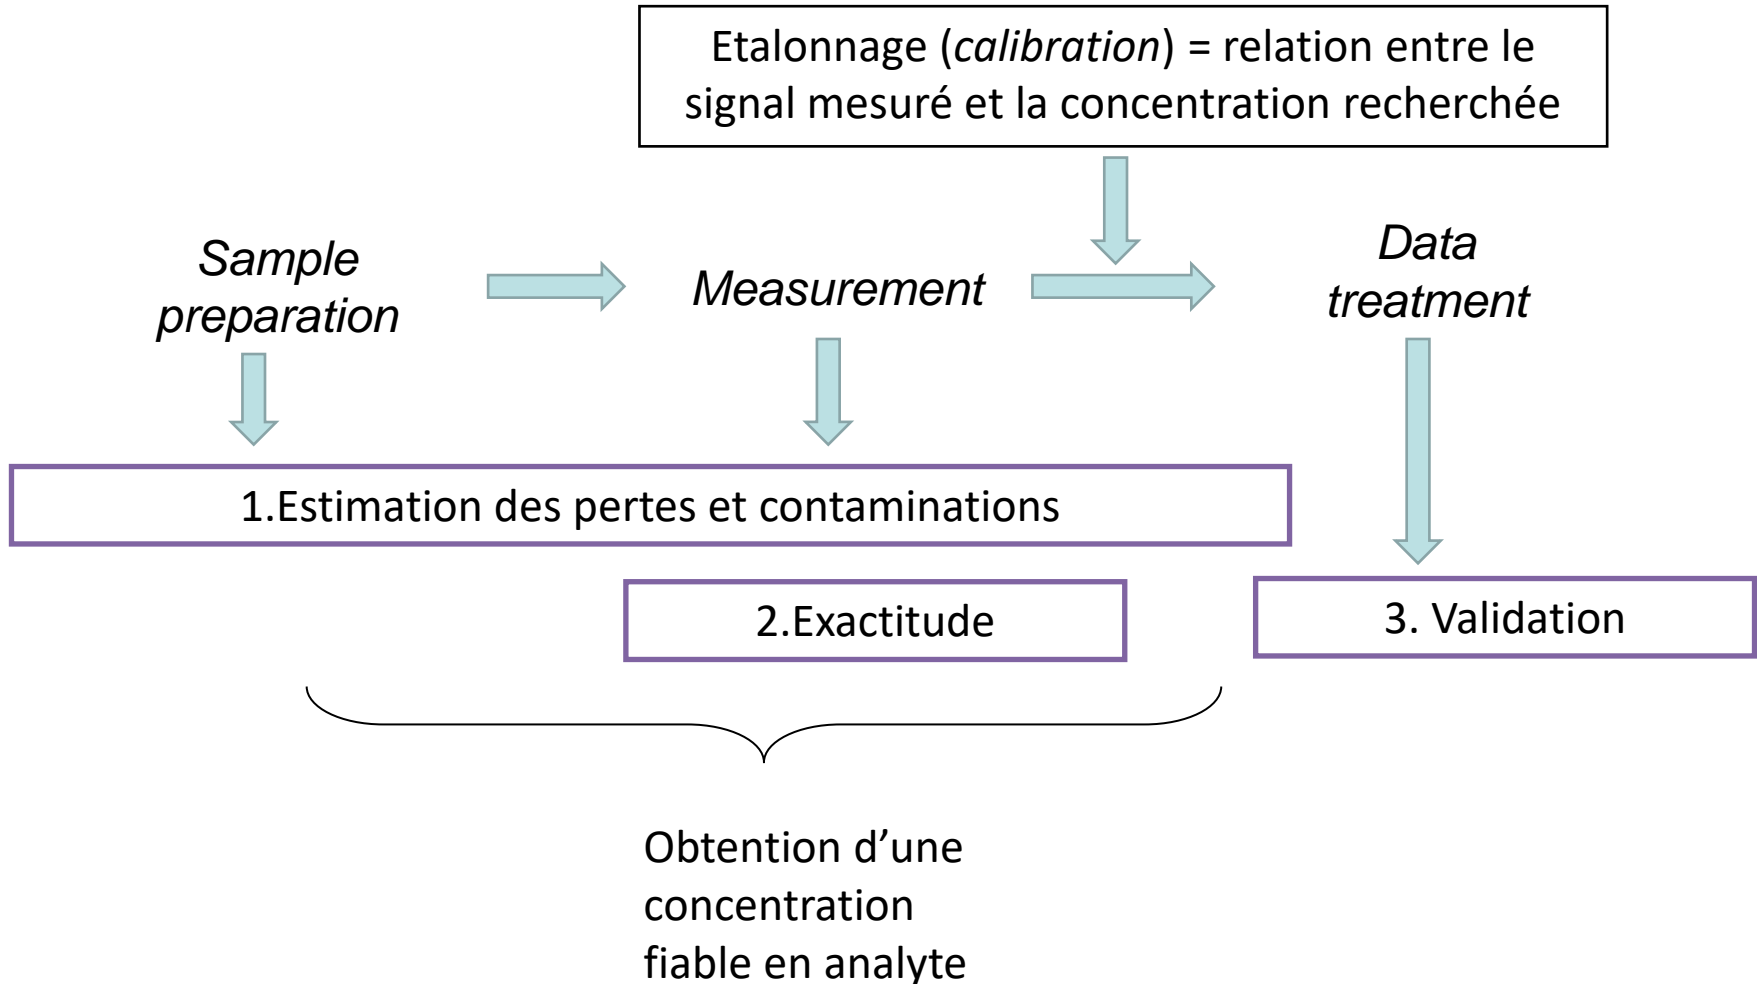 Etalonnage (calibration) = relation entre le
signal mesuré et la concentration recherchée
Sample
preparation
Measurement
Data
treatment
1.Estimation des pertes et contaminations
2.Exactitude
3. Validation
Obtention d’une
concentration
fiable en analyte